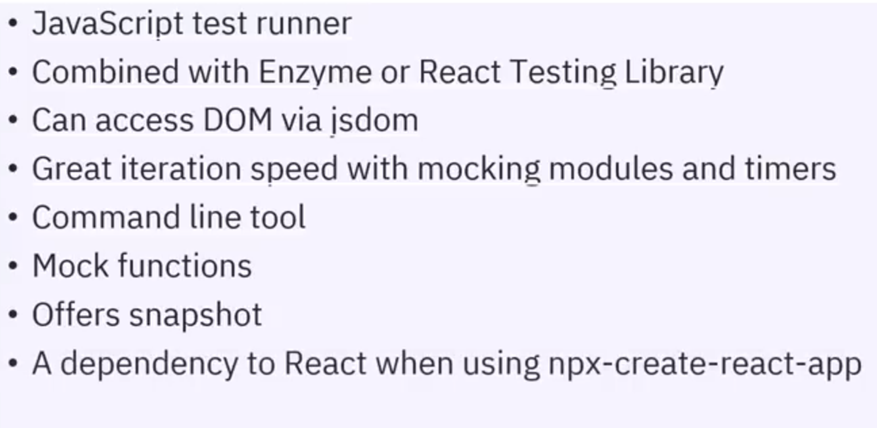 • JavaScript test runner
• Combined with Enzyme or React Testing Library
• Can access DOM via jsdom
• Great iteration speed with mocking modules and timers
• Command line tool
• Mock functions
• Offers snapshot
• A dependency to React when using npx-create-react-app